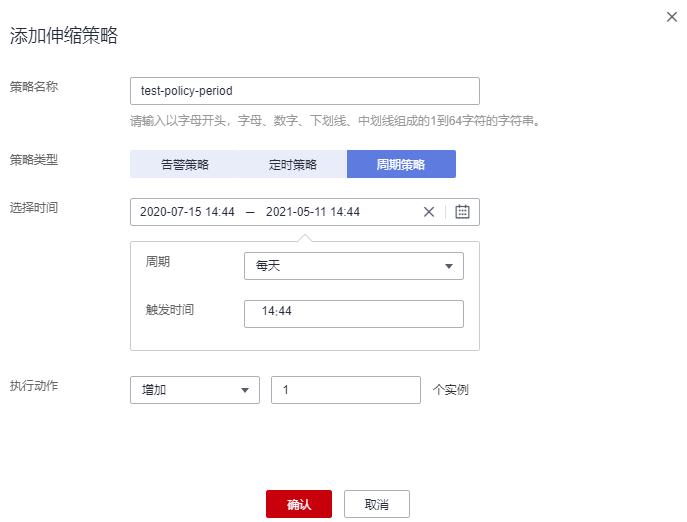 添加伸缩策略
策略名称
test-policy-period
请输入以字母开头，字母、数字、下划线、中划线组成的1到64字符的字符串。
策略类型
告警策略 定时策略 周期策略
选择时间
2020-07-15 14:44 — 2021-05-11 14:44
周期
每天
触发时间
14:44
执行动作
增加 1 个实例
确认 取消